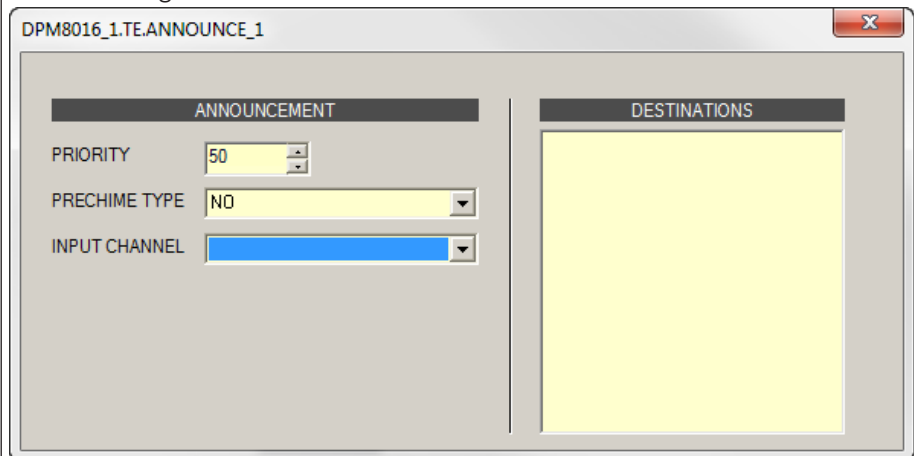 DPM8016_1.TE.ANNOUNCE_1
ANNOUNCEMENT
PRIORITY 50
PRECHIME TYPE NO
INPUT CHANNEL
DESTINATIONS